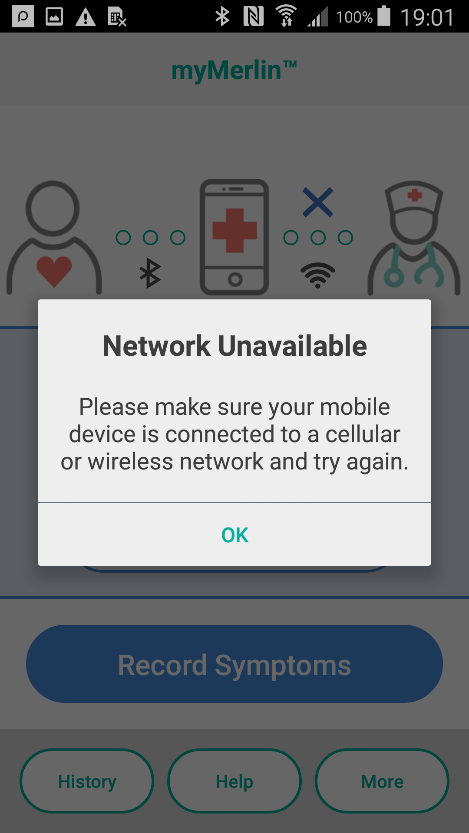 100% 19:01
myMerlin™
Network Unavailable
Please make sure your mobile
device is connected to a cellular
or wireless network and try again.
OK
Record Symptoms
History Help More